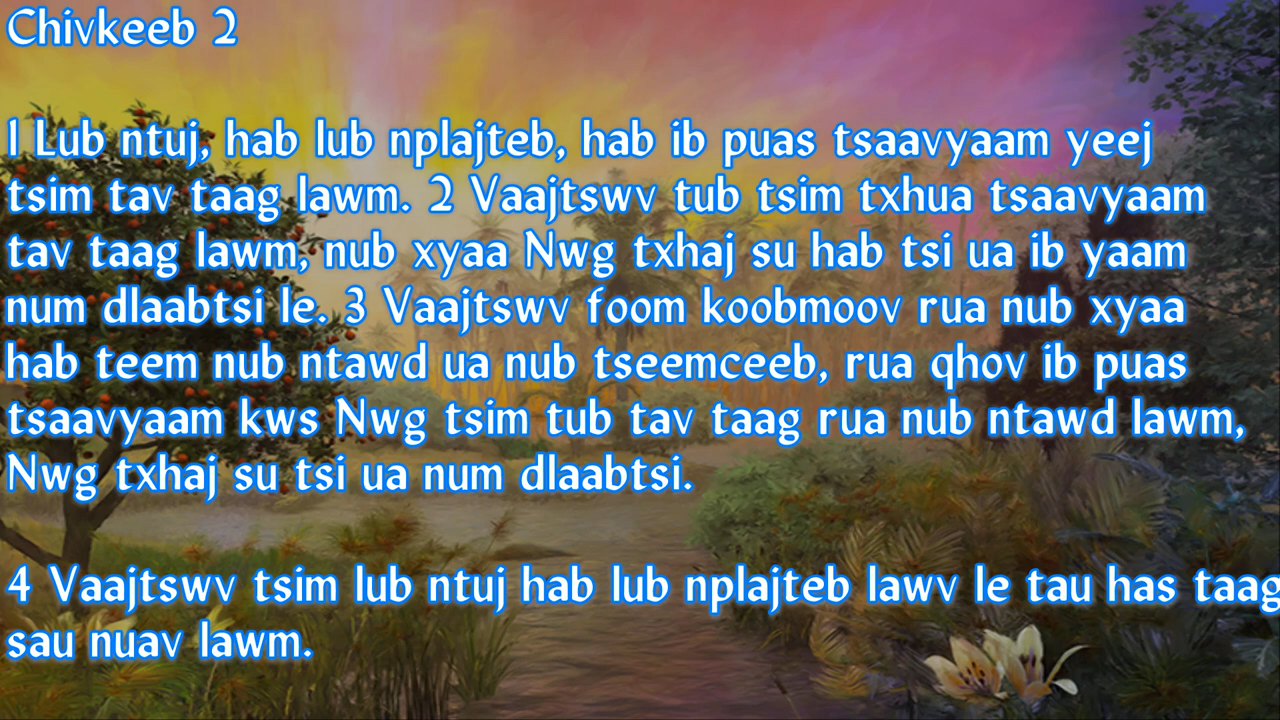 Chivkeeb 2
1 Lub ntuj, hab lub nplajteb, hab ib puas tsaavyaam yeej
tsim tav taag lawm. 2 Vaajtswv tub tsim txhua tsaavyaam
tav taag lawm, nub xyaa Nwg txhaj su hab tsi ua ib yaam
num dlaabtsi le. 3 Vaajtswv foom koobmoov rua nub xyaa
hab teem nub ntawd ua nub tseemceeb, rua qhov ib puas
tsaavyaam kws Nwg tsim tub tav taag rua nub ntawd lawm,
Nwg txhaj su tsi ua num dlaabtsi.
4 Vaajtswv tsim lub ntuj hab lub nplajteb lawv le tau has taag
sau nuav lawm.